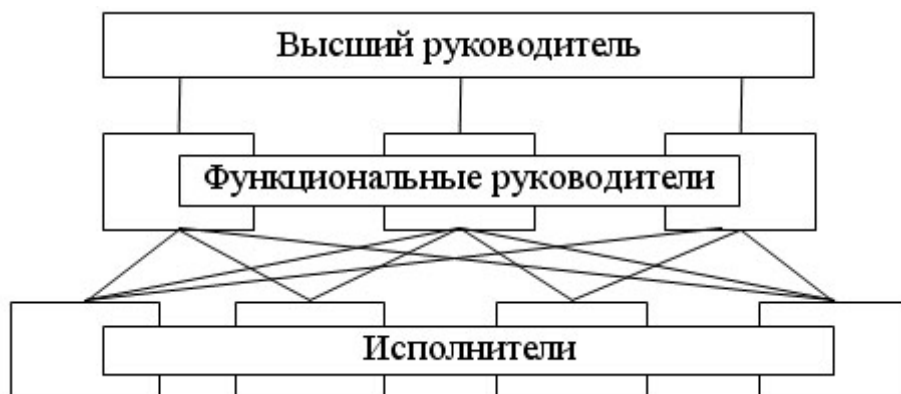 Высший руководитель
Функциональные руководители
Исполнители